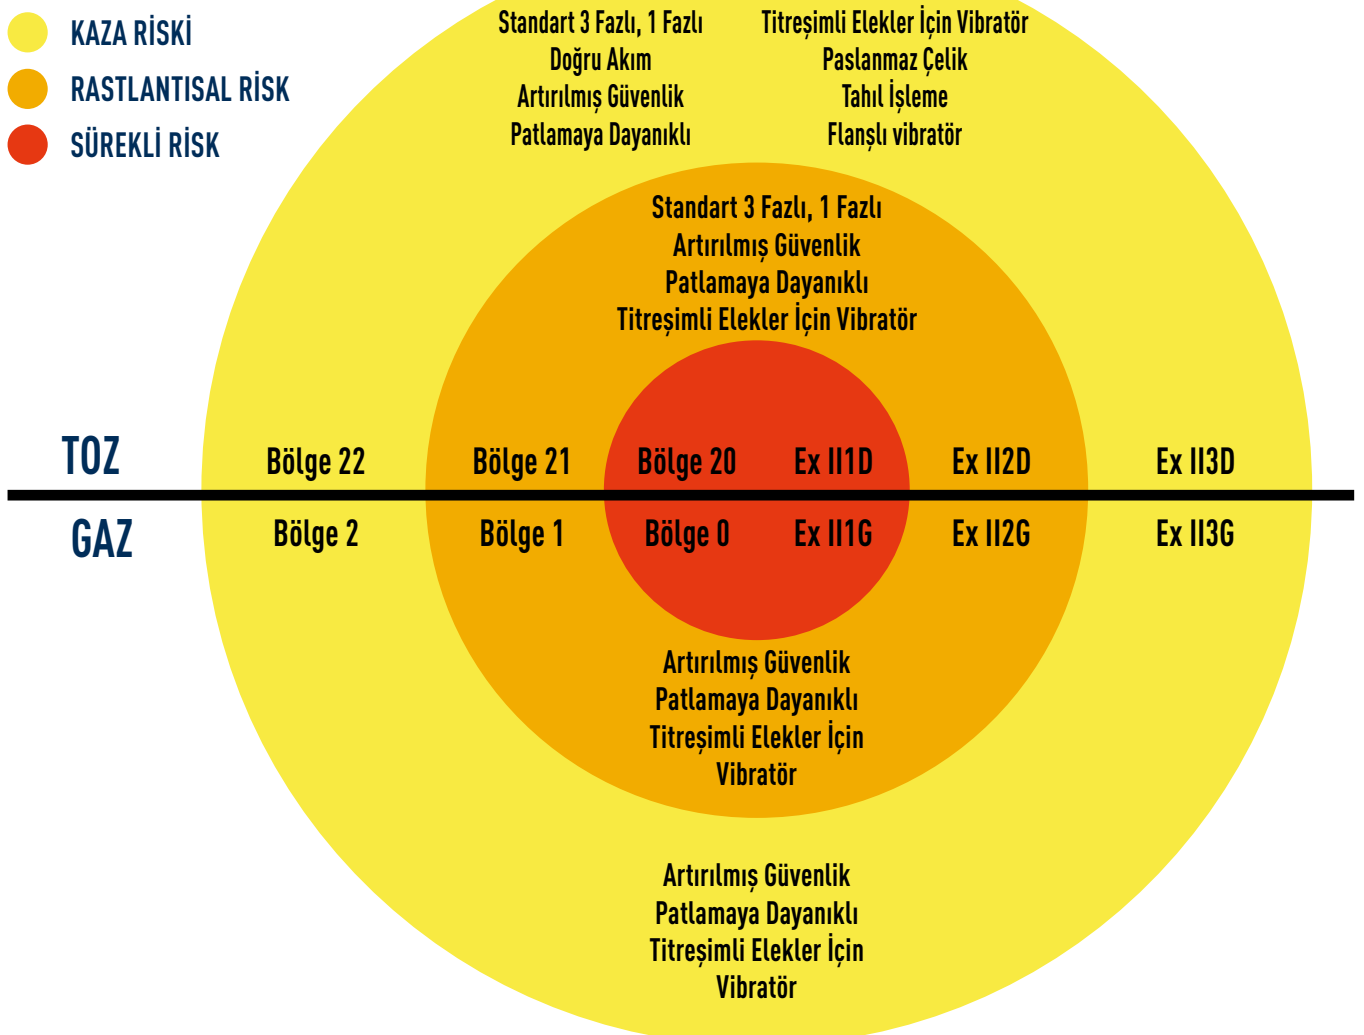 KAZA RİSKİ
RASTLANTISAL RİSK
SÜREKLİ RİSK
Standart 3 Fazlı, 1 Fazlı
Doğru Akım
Artırılmış Güvenlik
Patlamaya Dayanıklı
Titreşimli Elekler İçin Vibratör
Paslanmaz Çelik
Tahıl İşleme
Flanşlı vibratör
Standart 3 Fazlı, 1 Fazlı
Artırılmış Güvenlik
Patlamaya Dayanıklı
Titreşimli Elekler İçin Vibratör
TOZ
Bölge 22
Bölge 21
Bölge 20
Ex II1D
Ex II2D
Ex II3D
GAZ
Bölge 2
Bölge 1
Bölge 0
Ex II1G
Ex II2G
Ex II3G
Artırılmış Güvenlik
Patlamaya Dayanıklı
Titreşimli Elekler İçin
Vibratör
Artırılmış Güvenlik
Patlamaya Dayanıklı
Titreşimli Elekler İçin
Vibratör